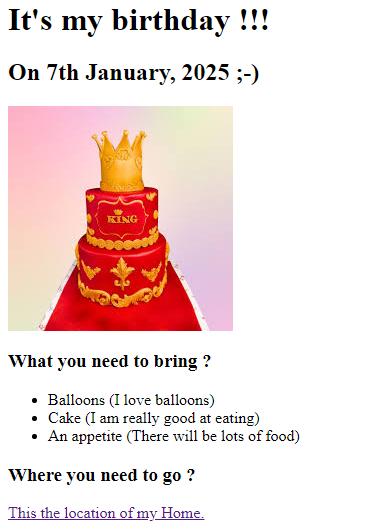 It's my birthday !!!
On 7th January, 2025 ;-)
KING
What you need to bring ?
Balloons (I love balloons)
Cake (I am really good at eating)
An appetite (There will be lots of food)
Where you need to go ?
This the location of my Home.